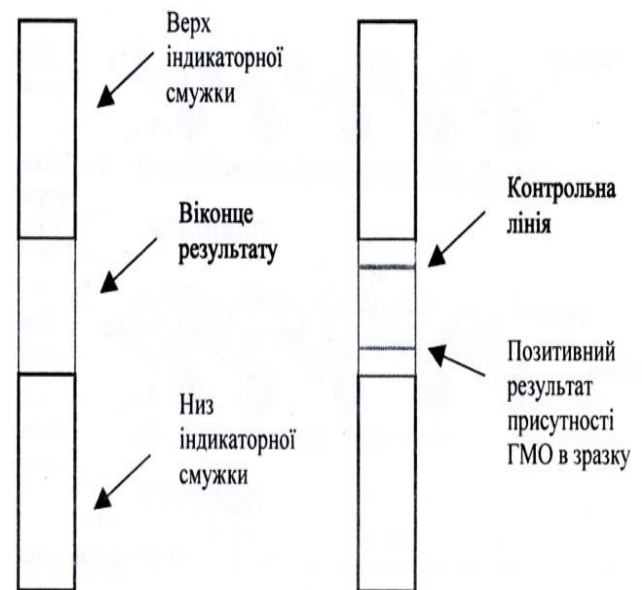 Верх
індикаторної
смужки
Віконце
результату
Низ
індикаторної
смужки
Контрольна
лінія
Позитивний
результат
присутності
ГМО в зразку